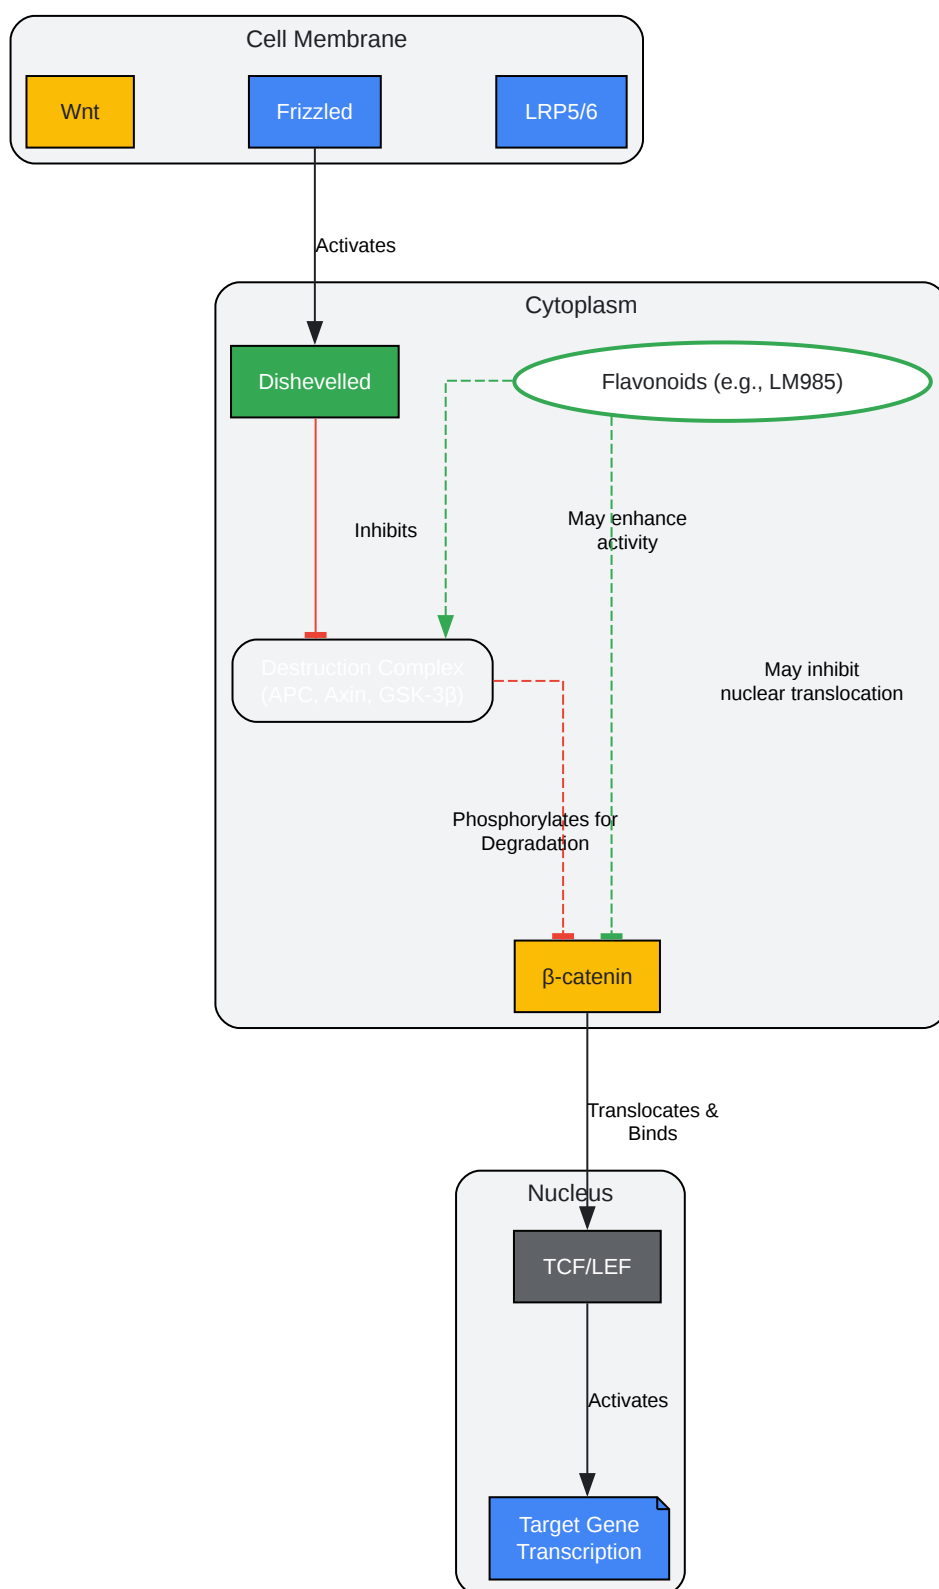 Cell Membrane
Wnt
Frizzled
LRP5/6
Activates
Cytoplasm
Dishevelled
Flavonoids (e.g., LM985)
Inhibits
May enhance
activity
Destruction Complex
(APC, Axin, GSK-3β)
May inhibit
nuclear translocation
Phosphorylates for
Degradation
β-catenin
Translocates &
Binds
Nucleus
TCF/LEF
Activates
Target Gene
Transcription